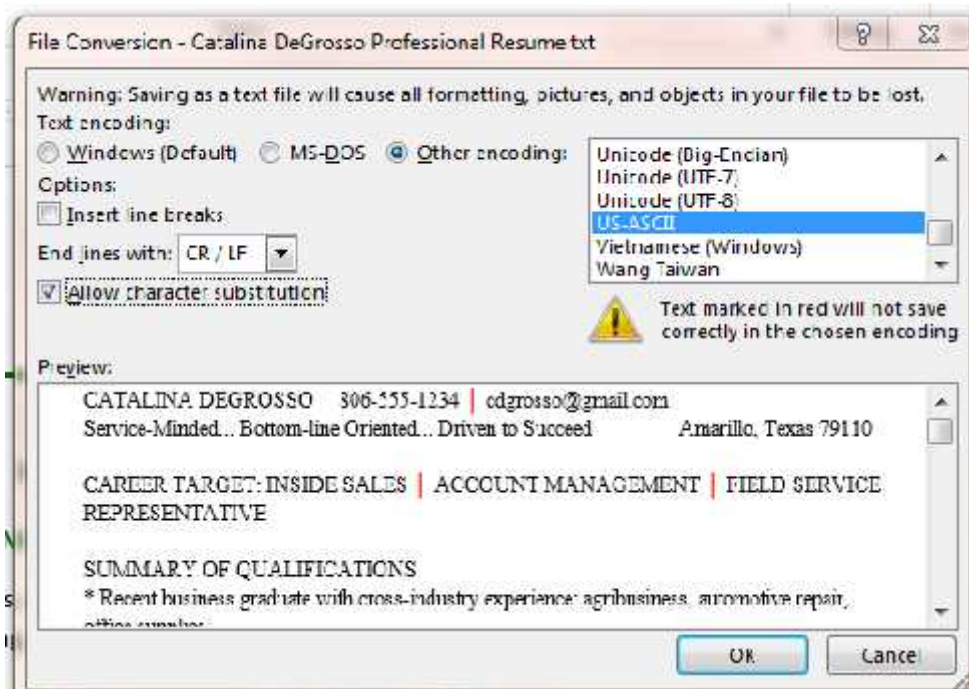 File Conversion - Catalina DeGrosso Professional Resume.txt
Warning: Saving as a text file will cause all formatting, pictures, and objects in your file to be lost.
Text encoding:
Windows (Default) MS-DOS Other encoding:
Unicode (Big-Endian)
Unicode (UTF-7)
Unicode (UTF-8)
US-ASCII
Vietnamese (Windows)
Wang Taiwan
Options:
Insert line breaks
End lines with: CR / LF
Allow character substitution
Text marked in red will not save
correctly in the chosen encoding
Preview:
CATALINA DEGROSSO 806-555-1234 | cdgrosso@gmail.com
Service-Minded... Bottom-line Oriented... Driven to Succeed Amarillo, Texas 79110
CAREER TARGET: INSIDE SALES | ACCOUNT MANAGEMENT | FIELD SERVICE
REPRESENTATIVE
SUMMARY OF QUALIFICATIONS
* Recent business graduate with cross-industry experience: agribusiness, automotive repair,
OK Cancel